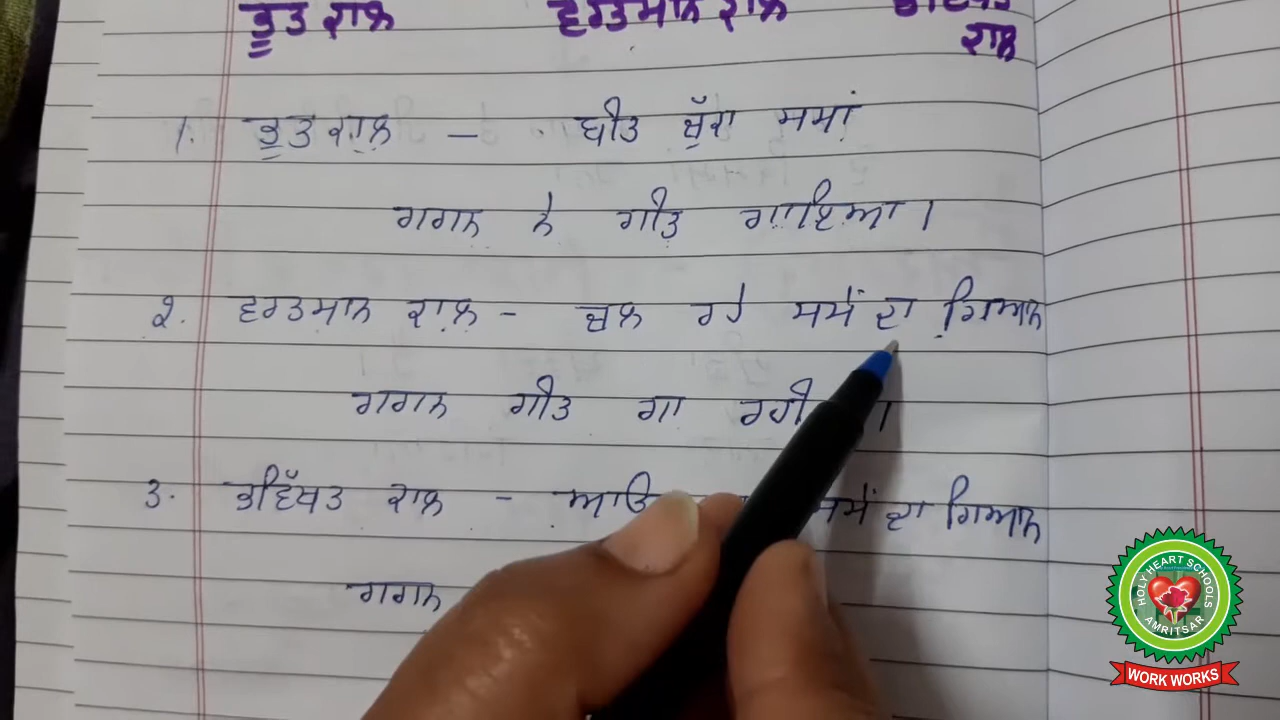 ਭੂਤ ਕਾਲ ਵਰਤਮਾਨ ਕਾਲ
ਕਾਲ
1. ਭੂਤ ਕਾਲ — ਬੀਤ ਚੁੱਕਾ ਸਮਾਂ
ਗਗਨ ਨੇ ਗੀਤ ਗਾਇਆ।
੨. ਵਰਤਮਾਨ ਕਾਲ - ਚਲ ਰਹੇ ਸਮੇਂ ਦਾ ਗਿਆਨ
ਗਗਨ ਗੀਤ ਗਾ ਰਹੀ ।
3. ਭਵਿੱਖਤ ਕਾਲ - ਸਮੇਂ ਦਾ ਗਿਆਨ
ਗਗਨ
HOLY HEART SCHOOLS
AMRITSAR
WORK WORKS